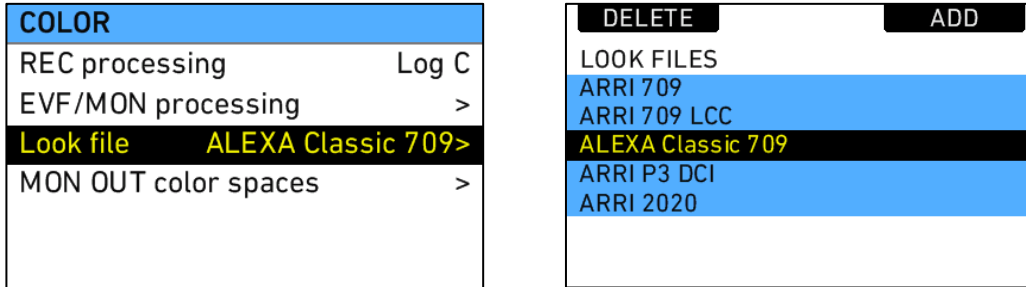 COLOR
REC processing Log C
EVF/MON processing >
Look file ALEXA Classic 709>
MON OUT color spaces >
DELETE ADD
LOOK FILES
ARRI 709
ARRI 709 LCC
ALEXA Classic 709
ARRI P3 DCI
ARRI 2020